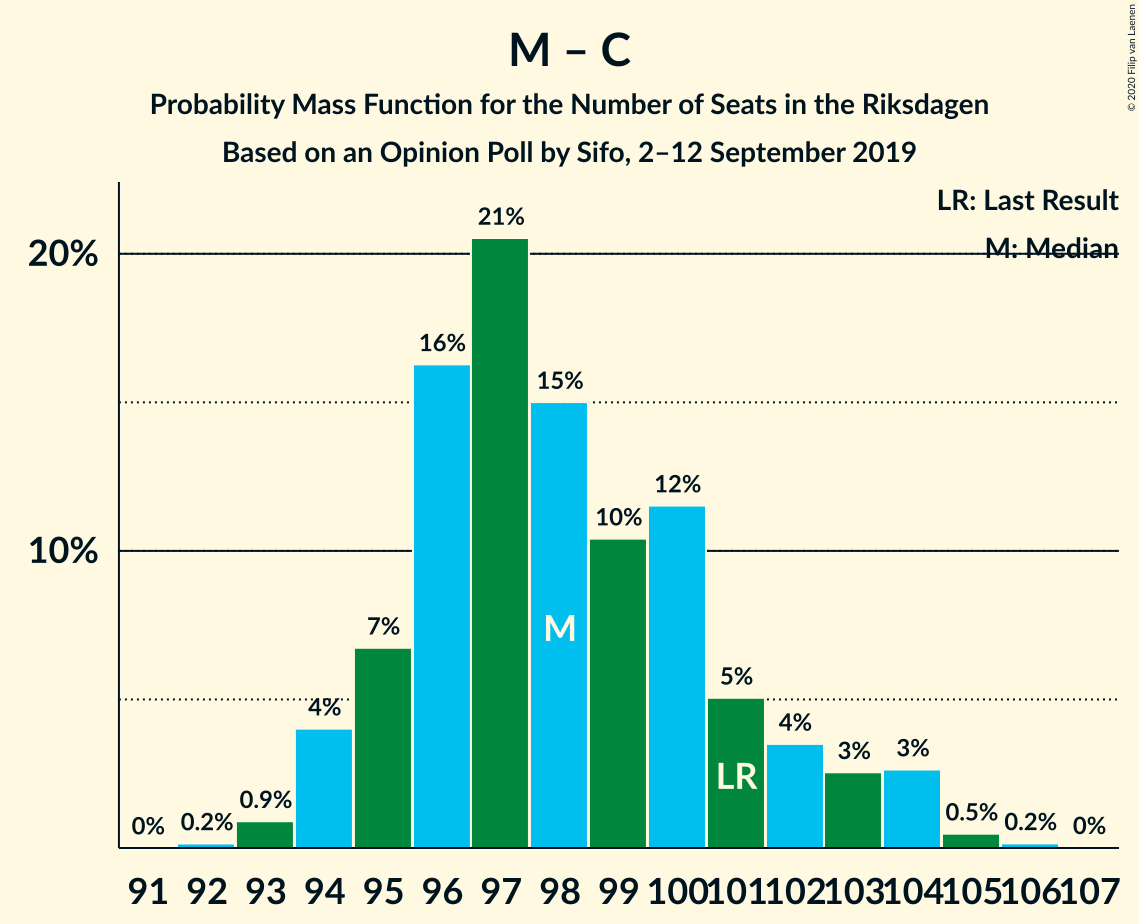 M – C
Probability Mass Function for the Number of Seats in the Riksdagen
Based on an Opinion Poll by Sifo, 2–12 September 2019
© 2020 Filip van Laenen
LR: Last Result
M: Median
20%
10%
0% 0.2% 0.9% 4% 7% 16% 21% 15% 10% 12% 5% 4% 3% 3% 0.5% 0.2% 0%
M
LR
91 92 93 94 95 96 97 98 99 100 101 102 103 104 105 106 107